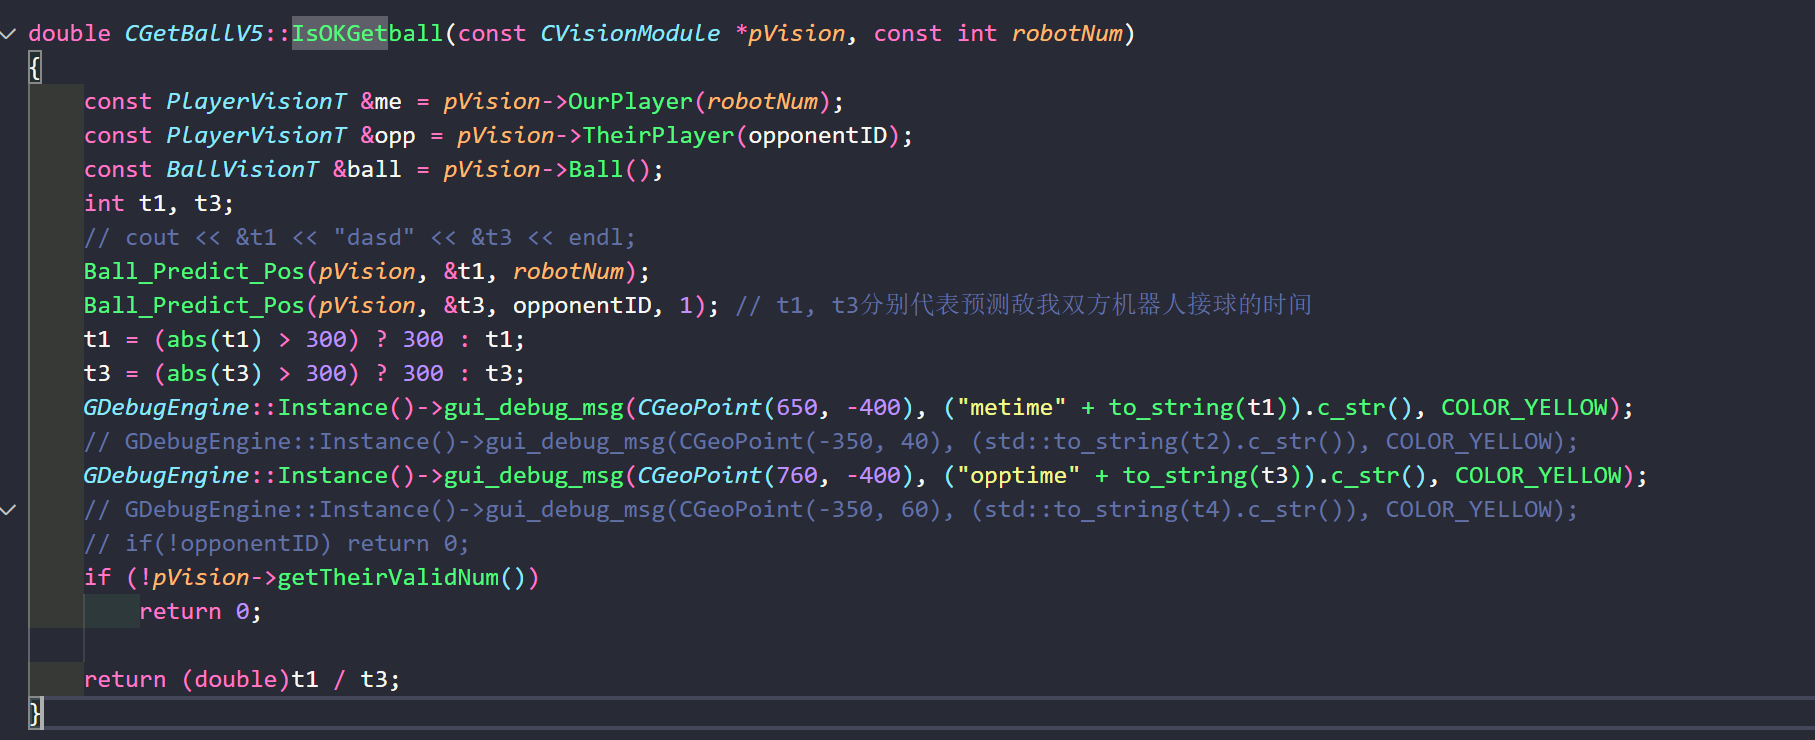 double CGetBallV5::IsOKGetball(const CVisionModule *pVision, const int robotNum)
{
    const PlayerVisionT &me = pVision->OurPlayer(robotNum);
    const PlayerVisionT &opp = pVision->TheirPlayer(opponentID);
    const BallVisionT &ball = pVision->Ball();
    int t1, t3;
    // cout << &t1 << "dasd" << &t3 << endl;
    Ball_Predict_Pos(pVision, &t1, robotNum);
    Ball_Predict_Pos(pVision, &t3, opponentID, 1); // t1, t3分别代表预测敌我双方机器人接球的时间
    t1 = (abs(t1) > 300) ? 300 : t1;
    t3 = (abs(t3) > 300) ? 300 : t3;
    GDebugEngine::Instance()->gui_debug_msg(CGeoPoint(650, -400), ("metime" + to_string(t1)).c_str(), COLOR_YELLOW);
    // GDebugEngine::Instance()->gui_debug_msg(CGeoPoint(-350, 40), (std::to_string(t2).c_str()), COLOR_YELLOW);
    GDebugEngine::Instance()->gui_debug_msg(CGeoPoint(760, -400), ("opptime" + to_string(t3)).c_str(), COLOR_YELLOW);
    // GDebugEngine::Instance()->gui_debug_msg(CGeoPoint(-350, 60), (std::to_string(t4).c_str()), COLOR_YELLOW);
    // if(!opponentID) return 0;
    if (!pVision->getTheirValidNum())
        return 0;

    return (double)t1 / t3;
}